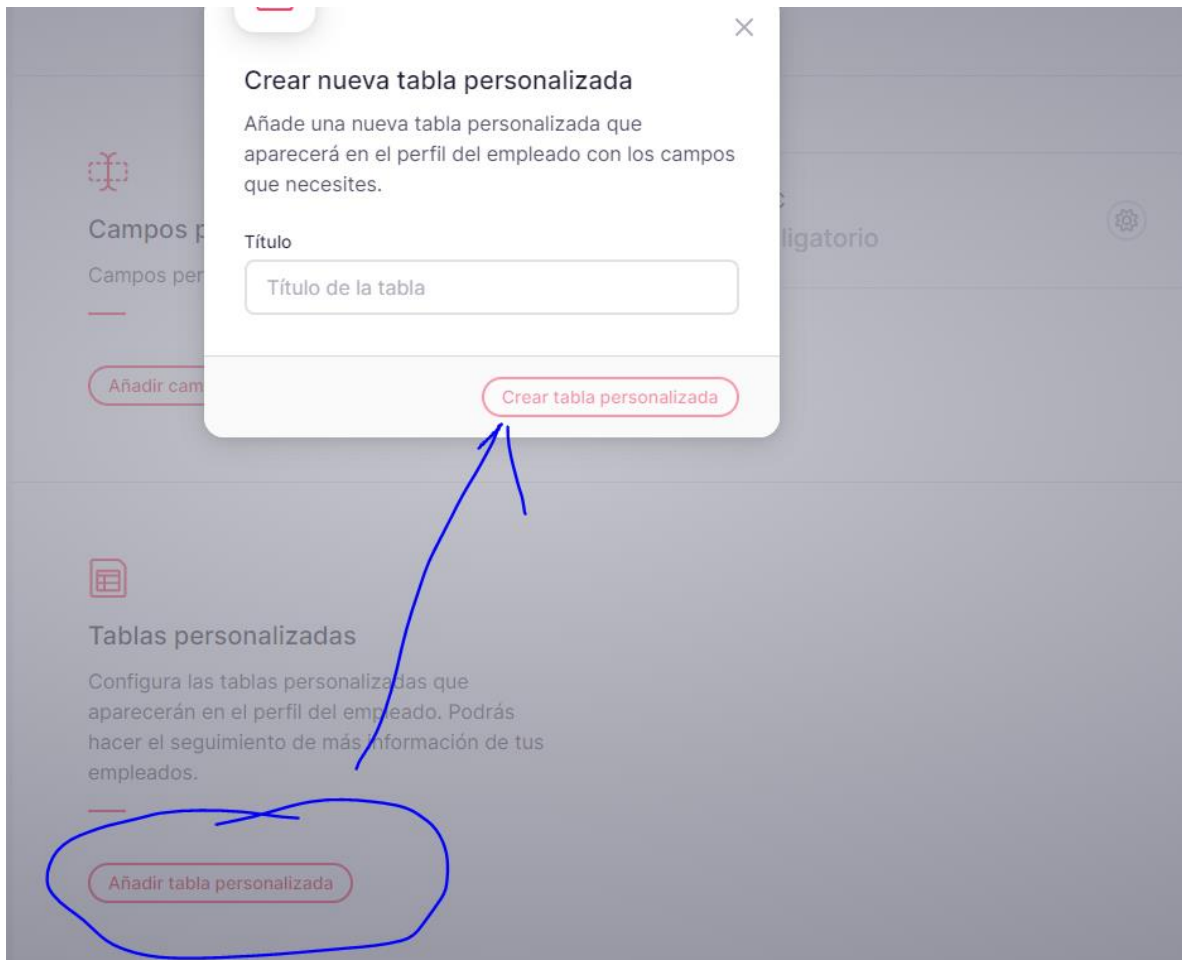 Crear nueva tabla personalizada
Añade una nueva tabla personalizada que
aparecerá en el perfil del empleado con los campos
que necesites.
Título
Título de la tabla
Crear tabla personalizada
Campos p
Campos per
Añadir cam
ligatorio
Tablas personalizadas
Configura las tablas personalizadas que
aparecerán en el perfil del empleado. Podrás
hacer el seguimiento de más información de tus
empleados.
Añadir tabla personalizada